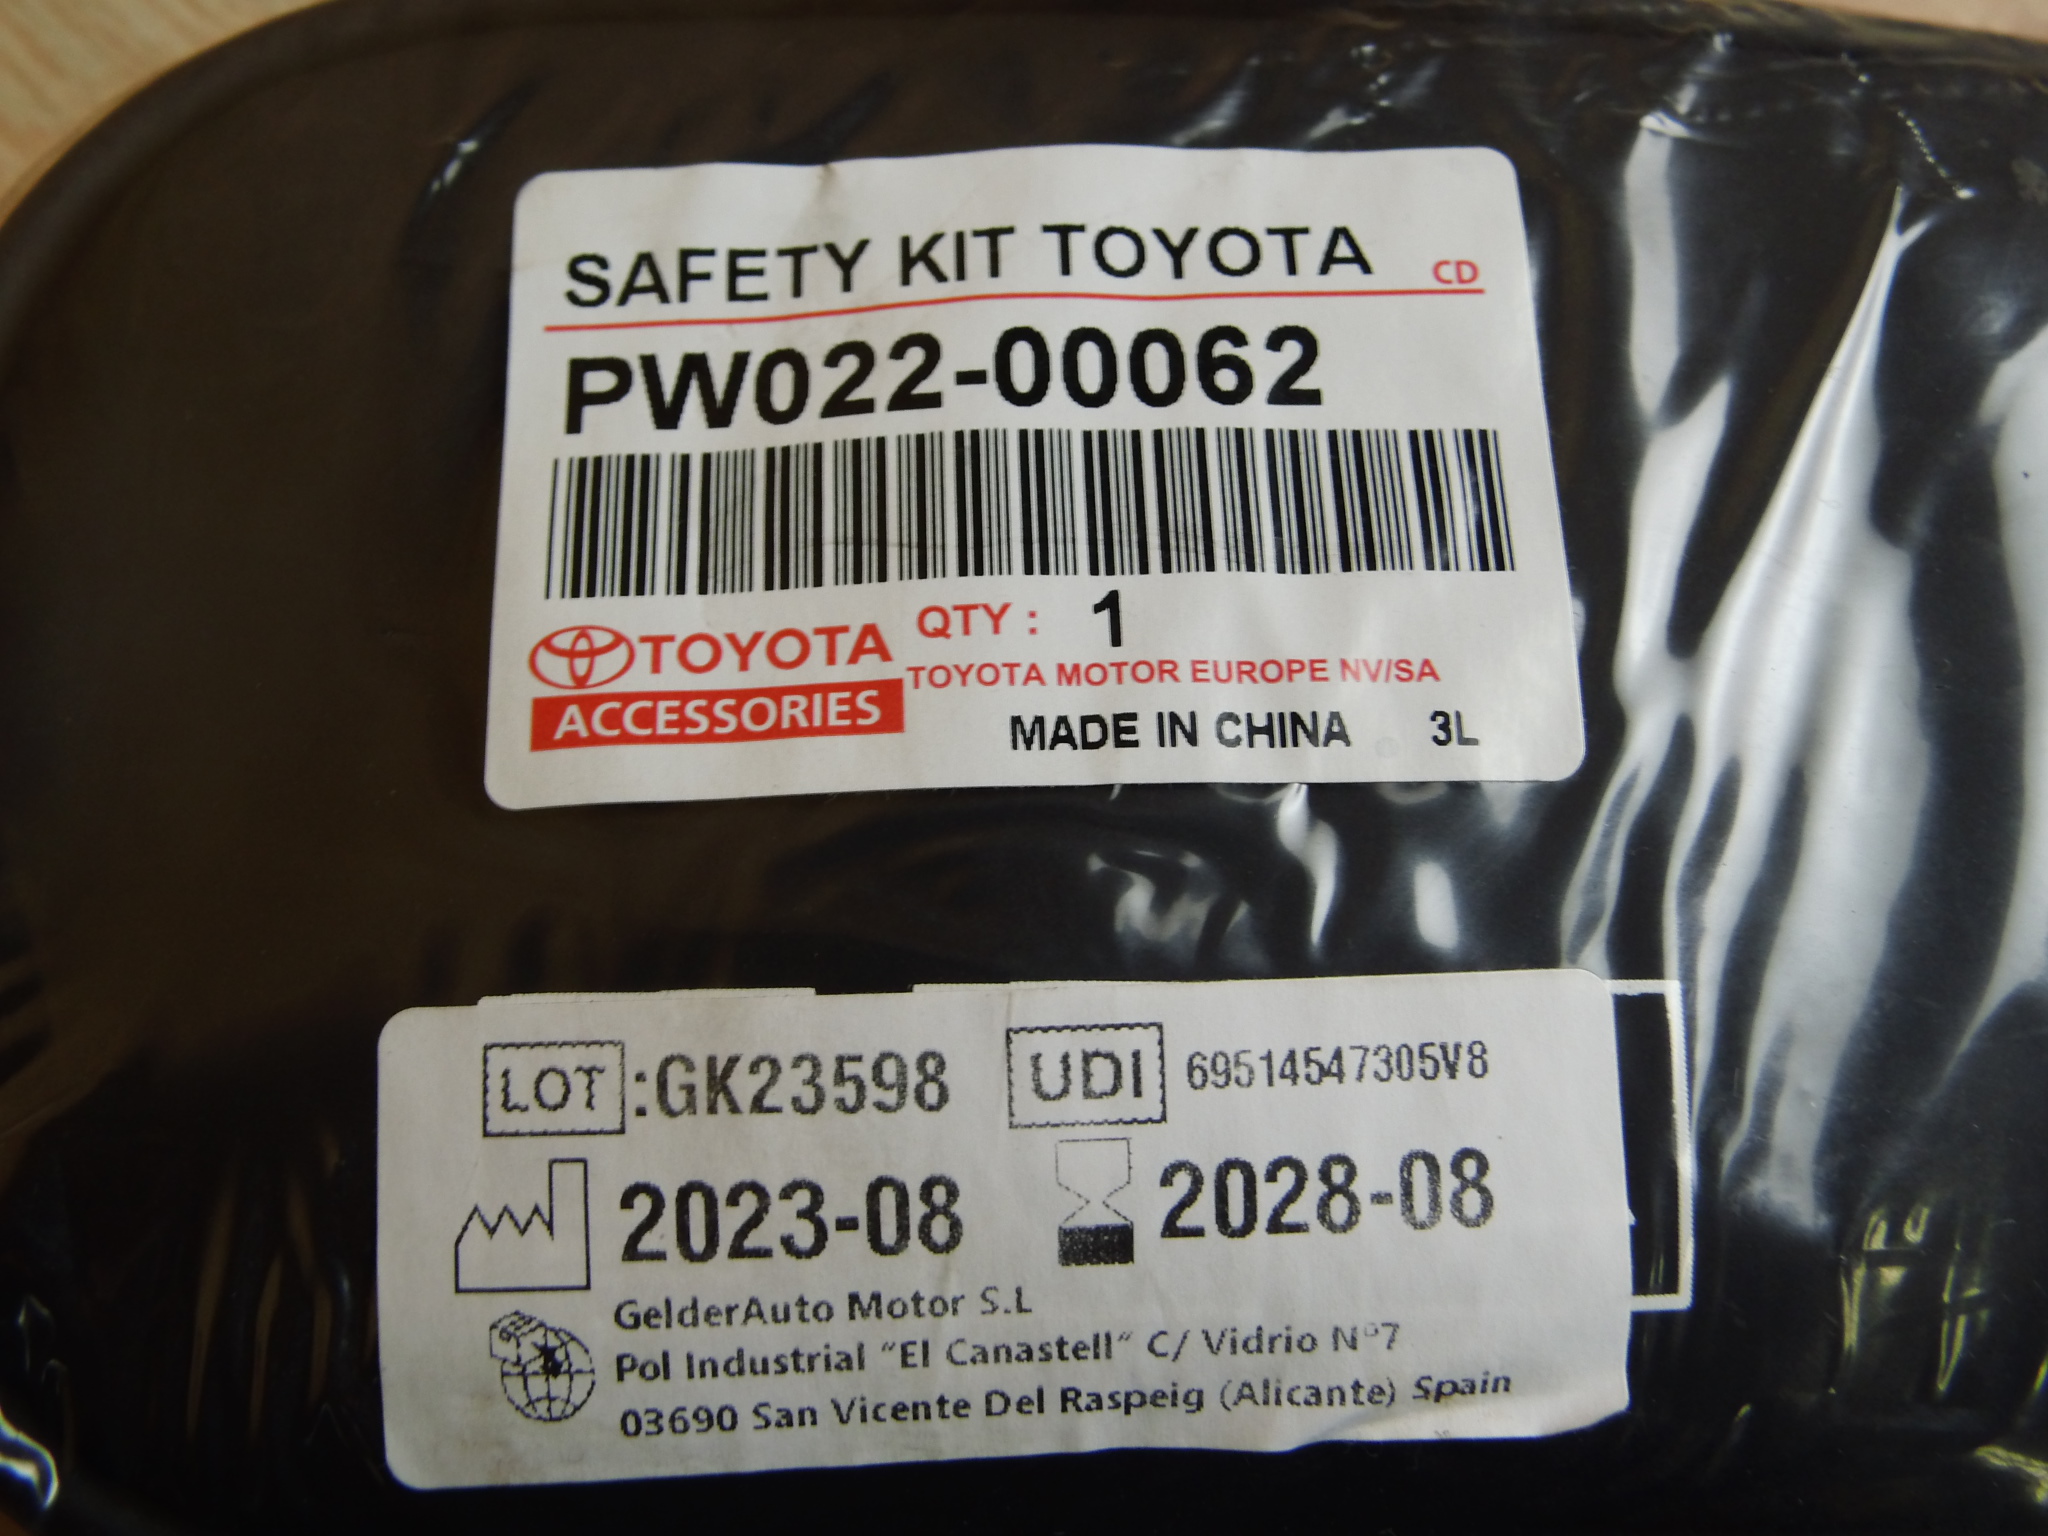 SAFETY KIT TOYOTA CD
PW022-00062
TOYOTA
ACCESSORIES
QTY : 1
TOYOTA MOTOR EUROPE NV/SA
MADE IN CHINA 3L
LOT :GK23598 UDI 69514547305V8
2023-08 2028-08
GelderAuto Motor S.L
Pol Industrial "El Canastell" C/ Vidrio Nº7
03690 San Vicente Del Raspeig (Alicante) Spain